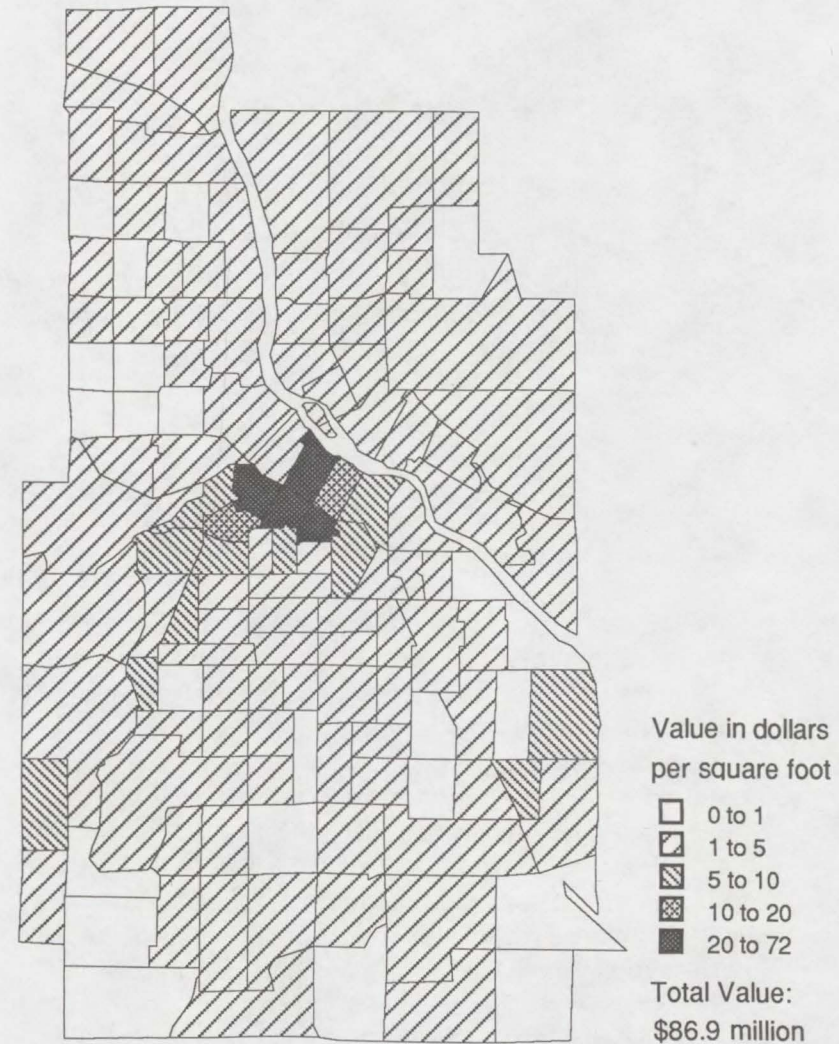 Value in dollars
per square foot
0 to 1
1 to 5
5 to 10
10 to 20
20 to 72
Total Value:
$86.9 million